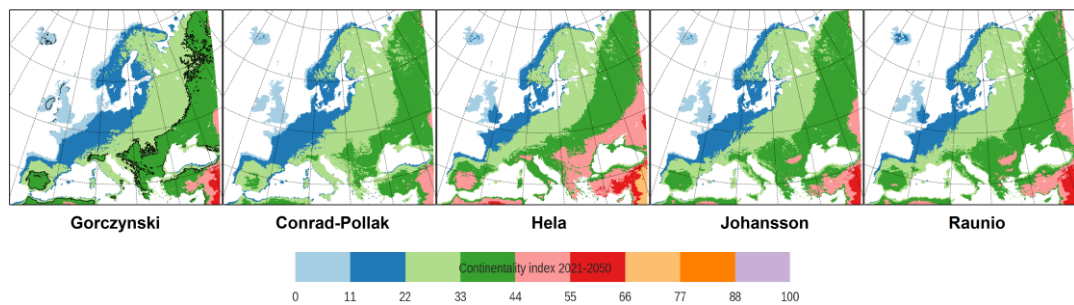 Gorczynski Conrad-Pollak Hela Johansson Raunio
Continentality index 2021-2050
0 11 22 33 44 55 66 77 88 100